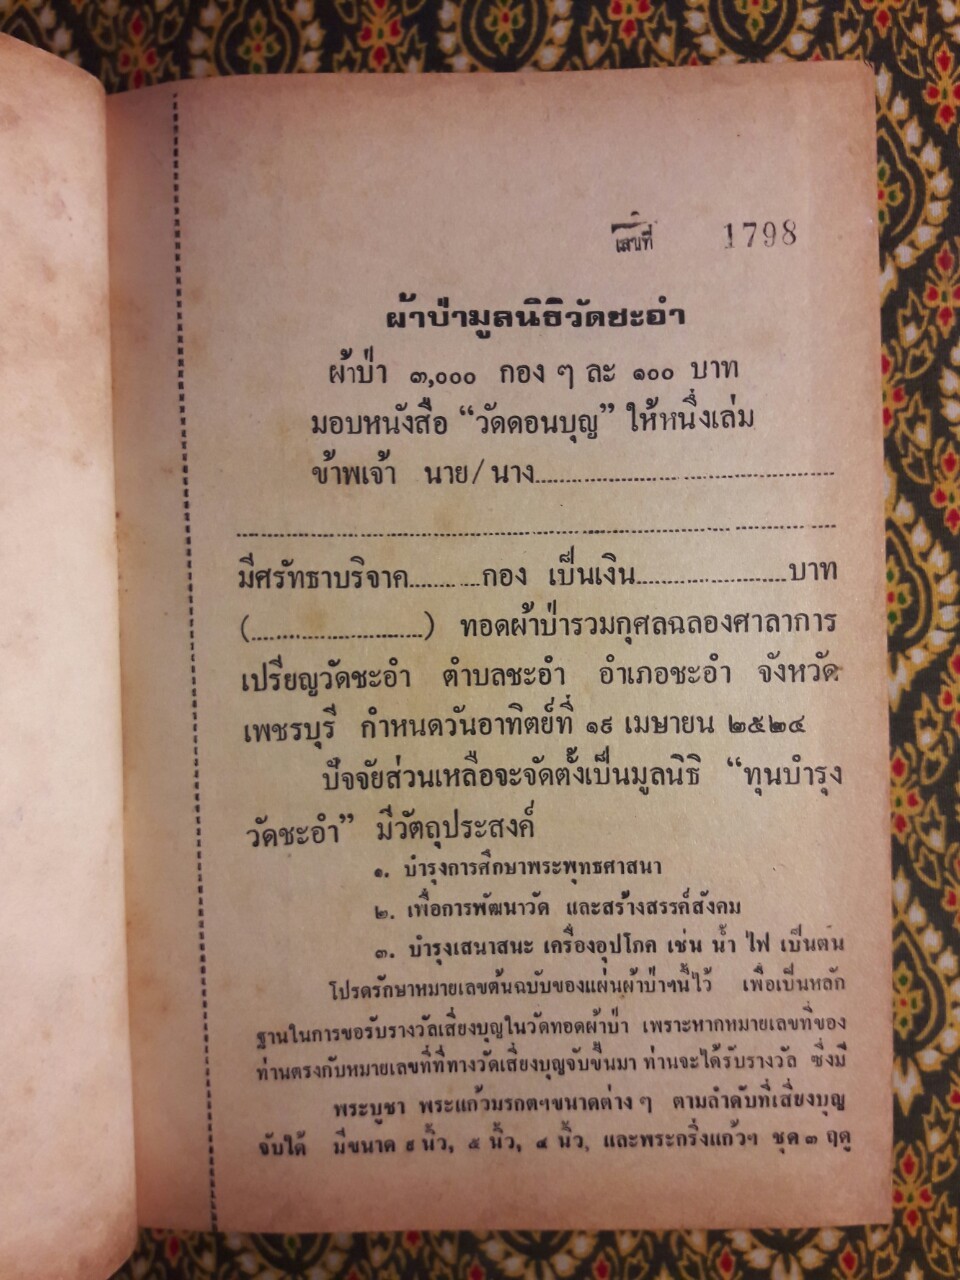 เลขที่ 1798
ผ้าป่ามูลนิธิวัดชะอำ
ผ้าป่า ๓,๐๐๐ กอง ๆ ละ ๑๐๐ บาท
มอบหนังสือ “วัดดอนบุญ” ให้หนึ่งเล่ม
ข้าพเจ้า นาย/นาง........................................
........................................................................
มีศรัทธาบริจาค............กอง เป็นเงิน........................บาท
(............................) ทอดผ้าป่ารวมกุศลฉลองศาลาการ
เปรียญวัดชะอำ ตำบลชะอำ อำเภอชะอำ จังหวัด
เพชรบุรี กำหนดวันอาทิตย์ที่ ๑๙ เมษายน ๒๕๒๔
ปัจจัยส่วนเหลือจะจัดตั้งเป็นมูลนิธิ “ทุนบำรุง
วัดชะอำ” มีวัตถุประสงค์
๑. บำรุงการศึกษาพระพุทธศาสนา
๒. เพื่อการพัฒนาวัด และสร้างสรรค์สังคม
๓. บำรุงเสนาสนะ เครื่องอุปโภค เช่น น้ำ ไฟ เป็นต้น
โปรดรักษาหมายเลขต้นฉบับของแผ่นผ้าป่าฯนี้ไว้ เพื่อเป็นหลัก
ฐานในการขอรับรางวัลเสี่ยงบุญในวัดทอดผ้าป่า เพราะหากหมายเลขที่ของ
ท่านตรงกับหมายเลขที่ที่ทางวัดเสี่ยงบุญจับขึ้นมา ท่านจะได้รับรางวัล ซึ่งมี
พระบูชา พระแก้วมรกตฯขนาดต่าง ๆ ตามลำดับที่เสี่ยงบุญ
จับได้ มีขนาด ๙ นิ้ว, ๕ นิ้ว, ๔ นิ้ว, และพระกริ่งแก้วฯ ชุด ๓ ฤดู